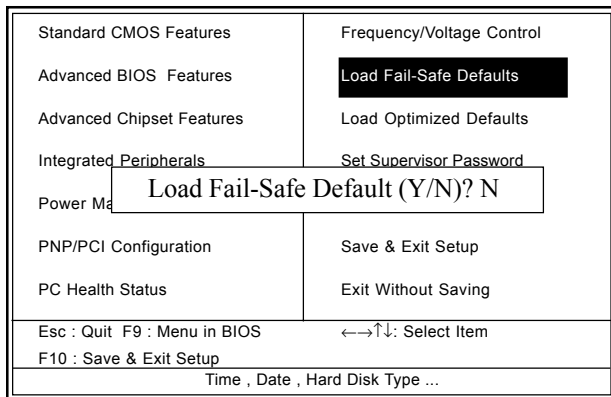 Standard CMOS Features
Advanced BIOS  Features
Advanced Chipset Features
Integrated Peripherals
Power Ma
PNP/PCI Configuration
PC Health Status
Frequency/Voltage Control
Load Fail-Safe Defaults
Load Optimized Defaults
Set Supervisor Password
Save & Exit Setup
Exit Without Saving
Load Fail-Safe Default (Y/N)? N
Esc : Quit  F9 : Menu in BIOS
←→↑↓: Select Item
F10 : Save & Exit Setup
Time , Date , Hard Disk Type ...